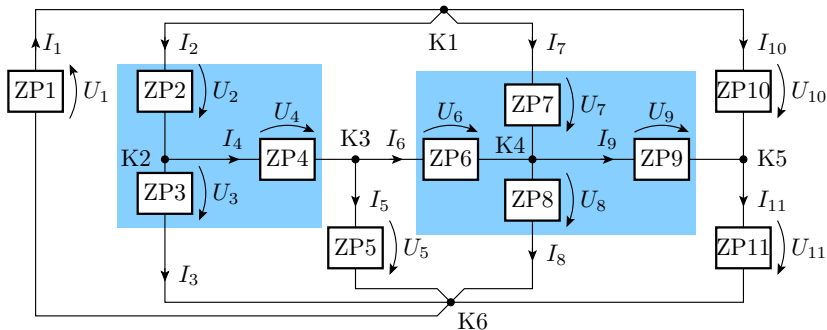 K1
I1 I2 I7 I10
ZP1 U1 ZP2 U2 ZP7 U7 ZP10 U10
U4 K3 U6 U9
K2 I4 ZP4 I6 ZP6 K4 I9 ZP9 K5
ZP3 U3 ZP8 U8
I5 I11
ZP5 U5 ZP11 U11
I3 I8
K6